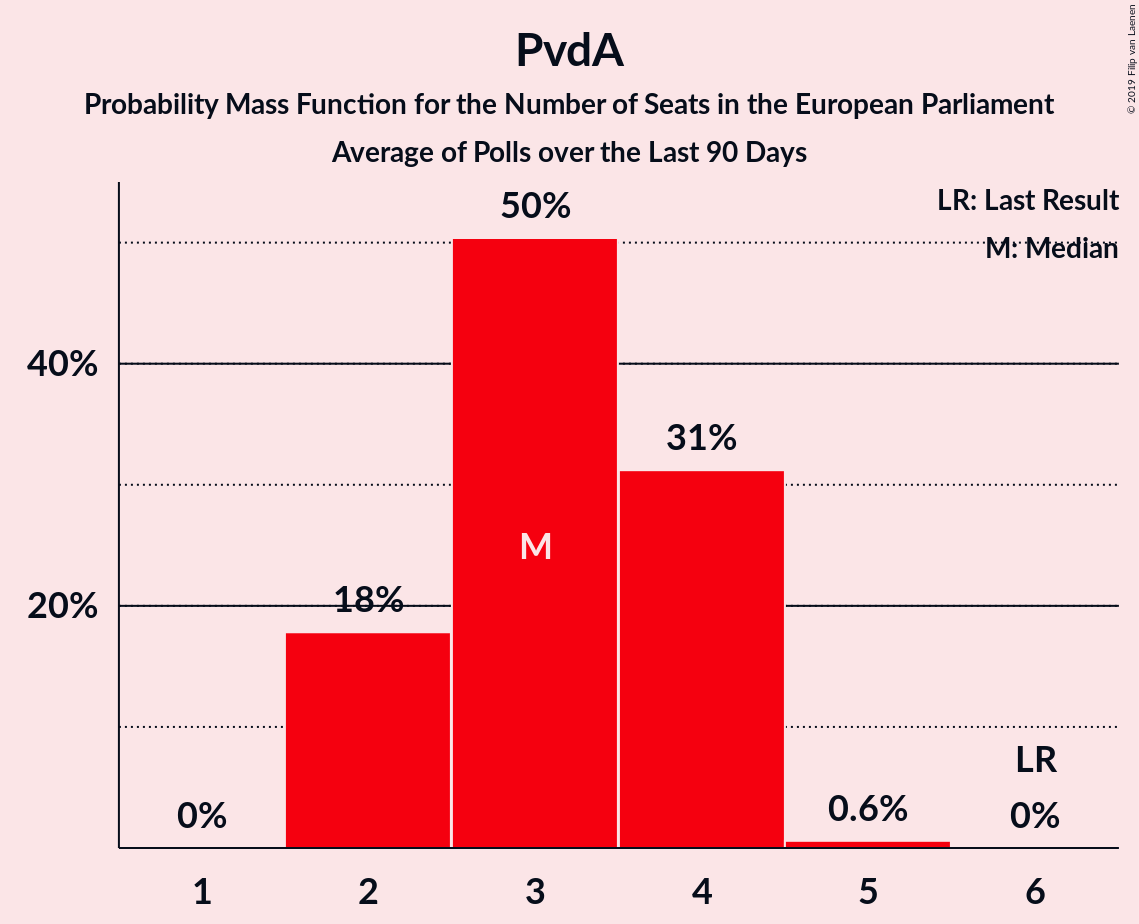 PvdA
Probability Mass Function for the Number of Seats in the European Parliament
Average of Polls over the Last 90 Days
© 2019 Filip van Laenen
LR: Last Result
M: Median
50%
40%
31%
M
20%
18%
LR
0%
0.6%
0%
1 2 3 4 5 6